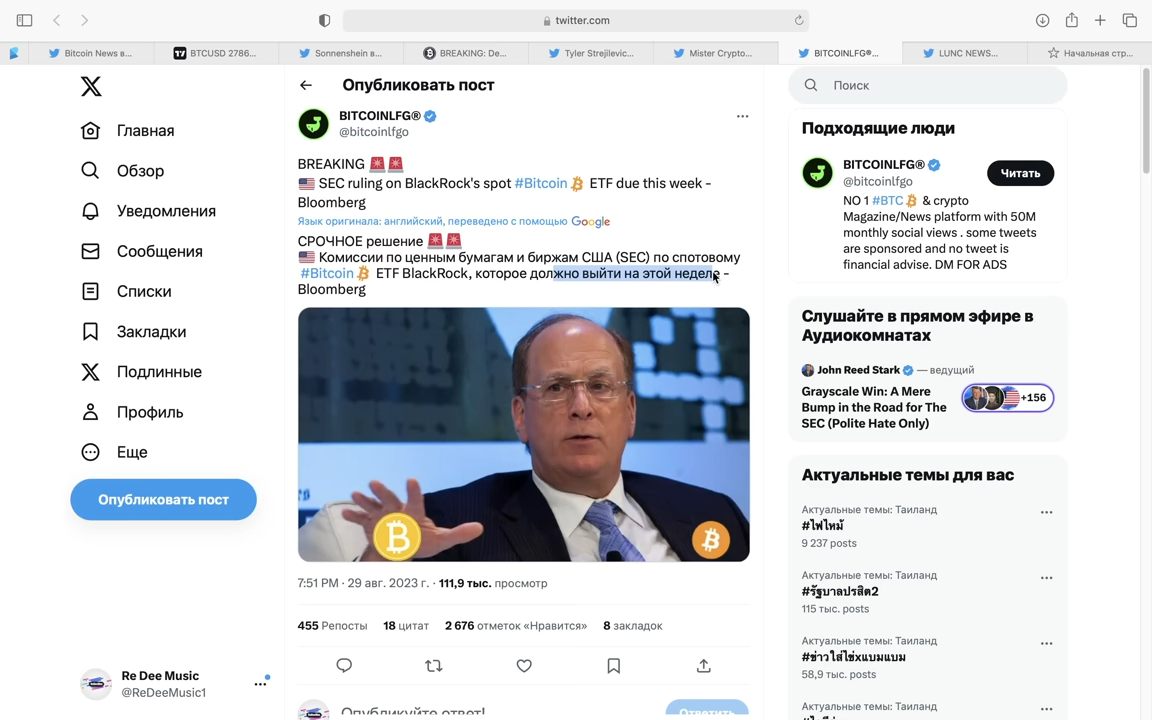 twitter.com
Bitcoin News в...
BTCUSD 2786...
Sonnenshein в...
BREAKING: De...
Tyler Strejilevic...
Mister Crypto...
BITCOINLFG®...
LUNC NEWS...
Начальная стр...
Главная
Обзор
Уведомления
Сообщения
Списки
Закладки
Подлинные
Профиль
Еще
Опубликовать пост
Re Dee Music
@ReDeeMusic1
Опубликовать пост
BITCOINLFG®
@bitcoinlfgo
BREAKING 🚨🚨
🇺🇸 SEC ruling on BlackRock's spot #Bitcoin ETF due this week -
Bloomberg
Язык оригинала: английский, переведено с помощью Google
СРОЧНОЕ решение 🚨🚨
🇺🇸 Комиссии по ценным бумагам и биржам США (SEC) по спотовому
#Bitcoin ETF BlackRock, которое должно выйти на этой неделе -
Bloomberg
7:51 PM · 29 авг. 2023 г. · 111,9 тыс. просмотр
455 Репосты 18 цитат 2 676 отметок «Нравится» 8 закладок
Опубликуйте ответ!
Ответить
Поиск
Подходящие люди
BITCOINLFG®
@bitcoinlfgo
Читать
NO 1 #BTC & crypto
Magazine/News platform with 50M
monthly social views . some tweets
are sponsored and no tweet is
financial advise. DM FOR ADS
Слушайте в прямом эфире в
Аудиокомнатах
John Reed Stark — ведущий
Grayscale Win: A Mere
Bump in the Road for The
SEC (Polite Hate Only)
+156
Актуальные темы для вас
Актуальные темы: Таиланд
#ไฟไหม้
9 237 posts
Актуальные темы: Таиланд
#รัฐบาลปรสิต2
115 тыс. posts
Актуальные темы: Таиланд
#ข่าวใส่ไข่xแบมแบม
58,9 тыс. posts
Актуальные темы: Таиланд